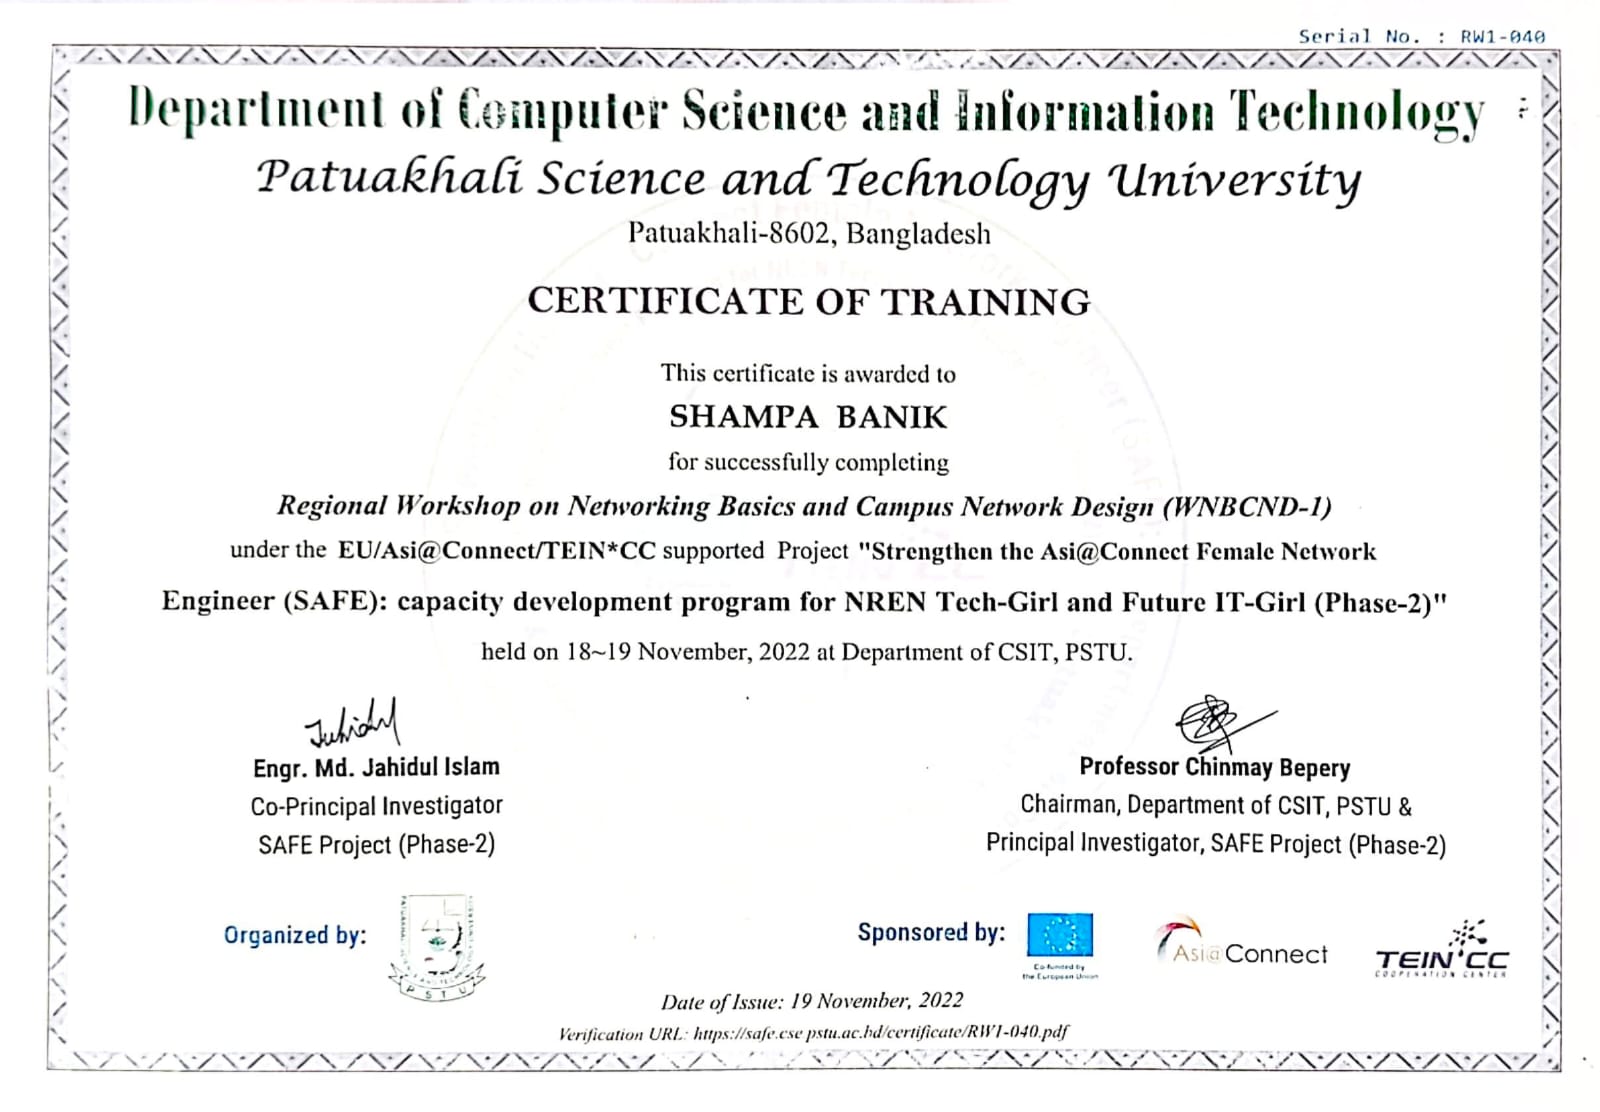 Serial No. : RW1-040
Department of Computer Science and Information Technology
Patuakhali Science and Technology University
Patuakhali-8602, Bangladesh
CERTIFICATE OF TRAINING
This certificate is awarded to
SHAMPA BANIK
for successfully completing
Regional Workshop on Networking Basics and Campus Network Design (WNBCND-1)
under the EU/Asi@Connect/TEIN*CC supported Project "Strengthen the Asi@Connect Female Network
Engineer (SAFE): capacity development program for NREN Tech-Girl and Future IT-Girl (Phase-2)"
held on 18~19 November, 2022 at Department of CSIT, PSTU.
Engr. Md. Jahidul Islam
Co-Principal Investigator
SAFE Project (Phase-2)
Professor Chinmay Bepery
Chairman, Department of CSIT, PSTU &
Principal Investigator, SAFE Project (Phase-2)
Organized by:
PSTU
Sponsored by:
Co-funded by
the European Union
Asi@Connect
TEIN*CC
COOPERATION CENTER
Date of Issue: 19 November, 2022
Verification URL: https://safe.cse.pstu.ac.bd/certificate/RW1-040.pdf